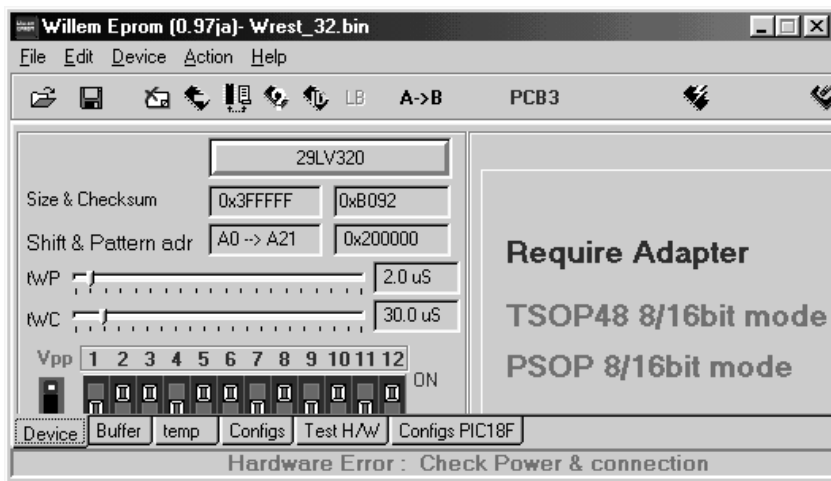 Willem Eprom (0.97ja)- Wrest_32.bin
File Edit Device Action Help
LB A->B PCB3
29LV320
Size & Checksum 0x3FFFFF 0xB092
Shift & Pattern adr A0 --> A21 0x200000
tWP 2.0 uS
tWC 30.0 uS
Vpp 1 2 3 4 5 6 7 8 9 10 11 12
ON
Require Adapter
TSOP48 8/16bit mode
PSOP 8/16bit mode
Device Buffer temp Configs Test H/W Configs PIC18F
Hardware Error : Check Power & connection